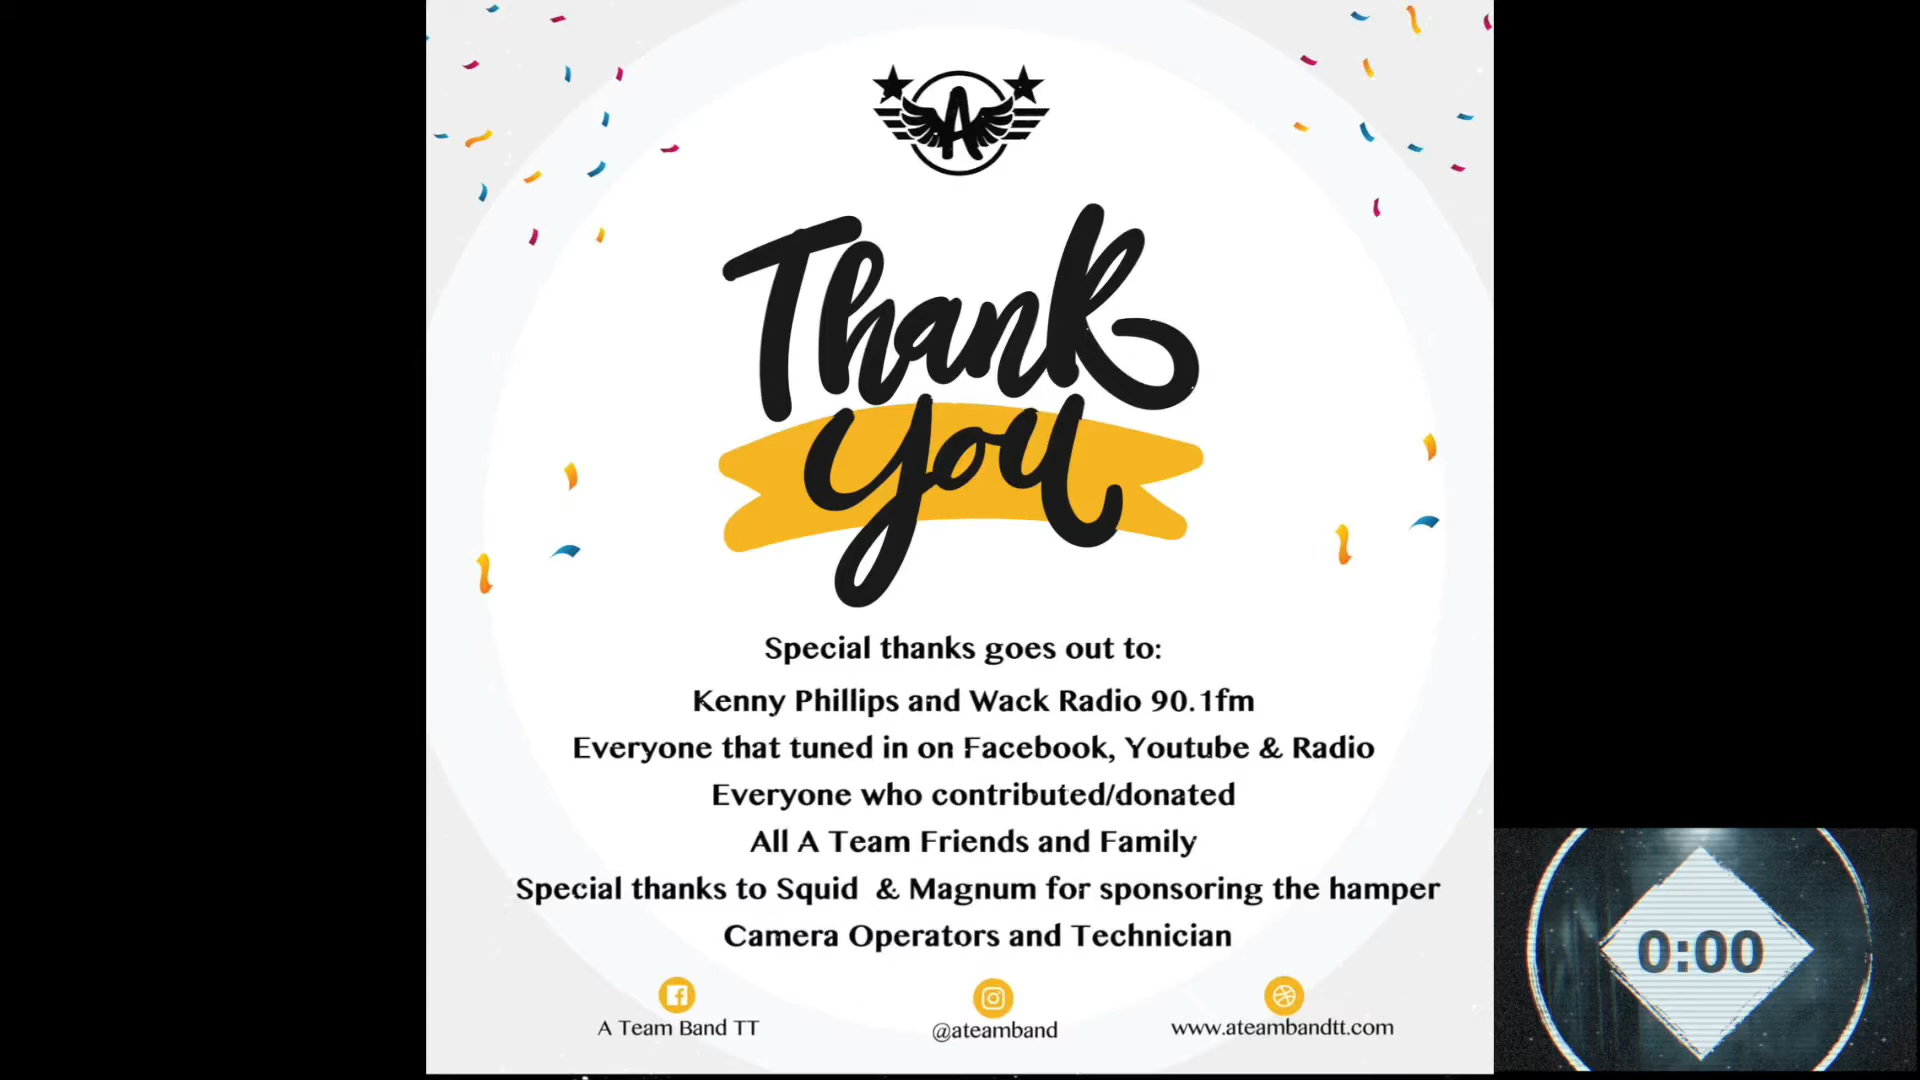 A
Thank
you
Special thanks goes out to:
Kenny Phillips and Wack Radio 90.1fm
Everyone that tuned in on Facebook, Youtube & Radio
Everyone who contributed/donated
All A Team Friends and Family
Special thanks to Squid & Magnum for sponsoring the hamper
Camera Operators and Technician
A Team Band TT
@ateamband
www.ateambandtt.com
0:00